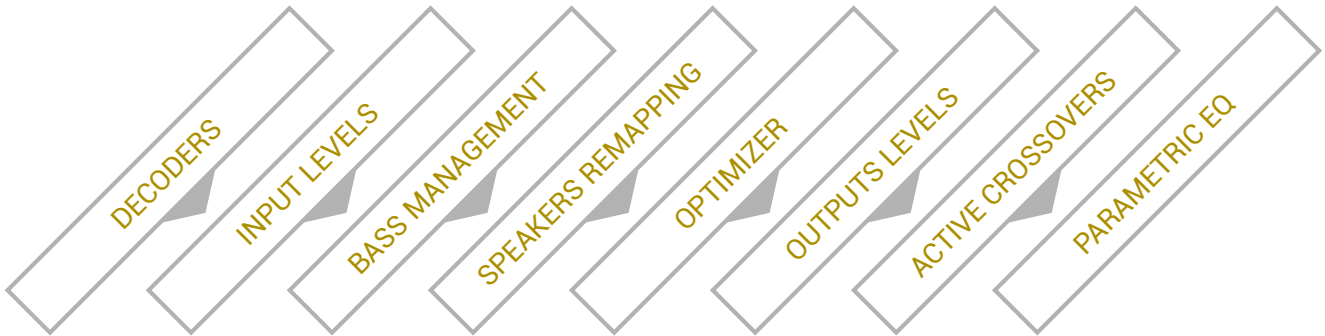 DECODERS
INPUT LEVELS
BASS MANAGEMENT
SPEAKERS REMAPPING
OPTIMIZER
OUTPUTS LEVELS
ACTIVE CROSSOVERS
PARAMETRIC EQ